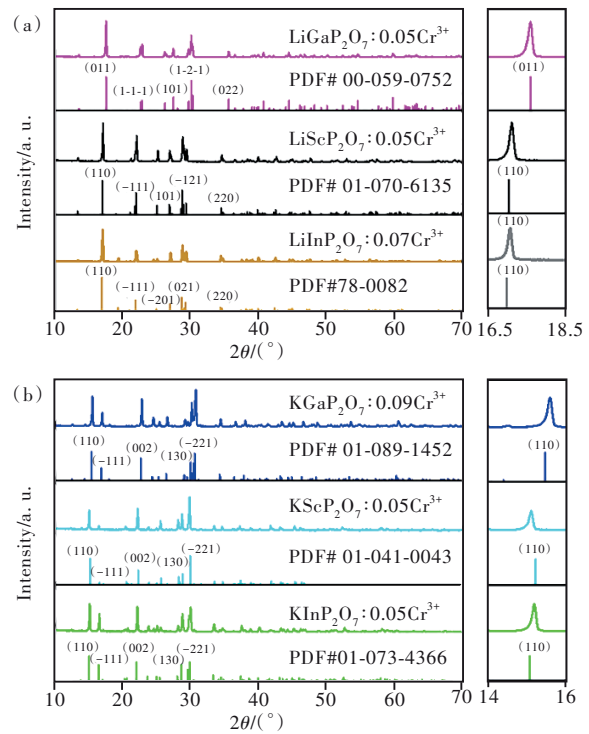 (a)
LiGaP₂O₇:0.05Cr³⁺
(011)
(1-1-1)
(101)
(1-2-1)
(022)
PDF# 00-059-0752
(011)
LiScP₂O₇:0.05Cr³⁺
(110)
(-111)
(101)
(-121)
(220)
PDF# 01-070-6135
(110)
LiInP₂O₇:0.07Cr³⁺
(110)
(-111)
(-201)
(021)
(220)
PDF#78-0082
(110)
(110)
Intensity/a. u.
10 20 30 40 50 60 70
16.5 18.5
2θ/(°)
(b)
KGaP₂O₇:0.09Cr³⁺
(110)
(-111)
(002)
(130)
(-221)
PDF# 01-089-1452
(110)
KScP₂O₇:0.05Cr³⁺
(110)
(-111)
(002)
(130)
(-221)
PDF# 01-041-0043
(110)
KInP₂O₇:0.05Cr³⁺
(110)
(-111)
(002)
(130)
(-221)
PDF#01-073-4366
(110)
Intensity/a. u.
10 20 30 40 50 60 70
14 16
2θ/(°)